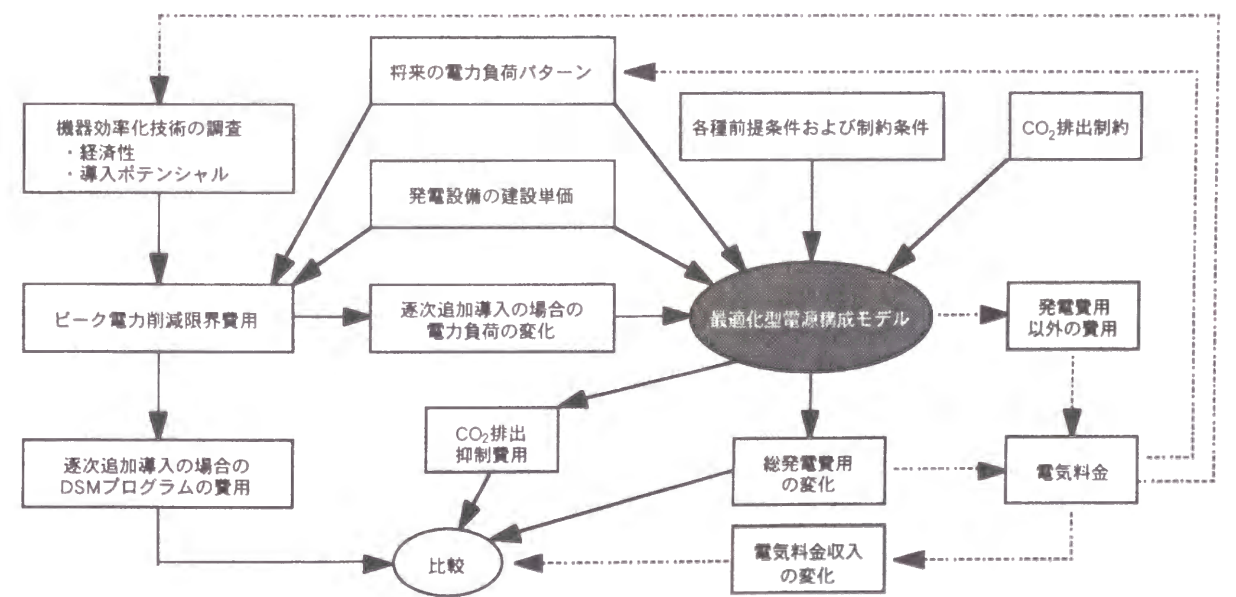 将来の電力負荷パターン
機器効率化技術の調査
・経済性
・導入ポテンシャル
各種前提条件および制約条件
CO₂排出制約
発電設備の建設単価
ピーク電力削減限界費用
逐次追加導入の場合の
電力負荷の変化
最適化型電源構成モデル
発電費用
以外の費用
CO₂排出
抑制費用
逐次追加導入の場合の
DSMプログラムの費用
総発電費用
の変化
電気料金
比較
電気料金収入
の変化